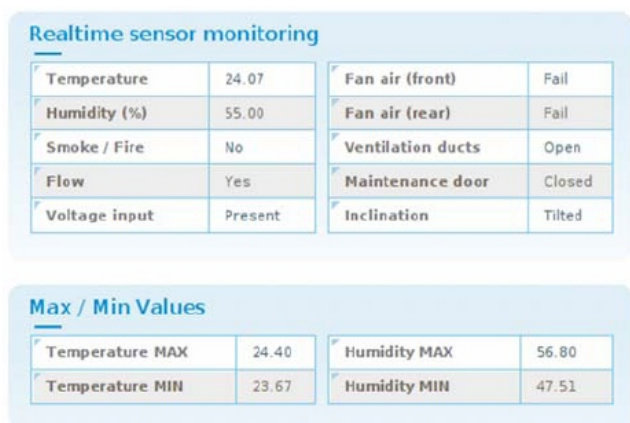 Realtime sensor monitoring
Temperature 24.07 Fan air (front) Fail
Humidity (%) 55.00 Fan air (rear) Fail
Smoke / Fire No Ventilation ducts Open
Flow Yes Maintenance door Closed
Voltage input Present Inclination Tilted
Max / Min Values
Temperature MAX 24.40 Humidity MAX 56.80
Temperature MIN 23.67 Humidity MIN 47.51